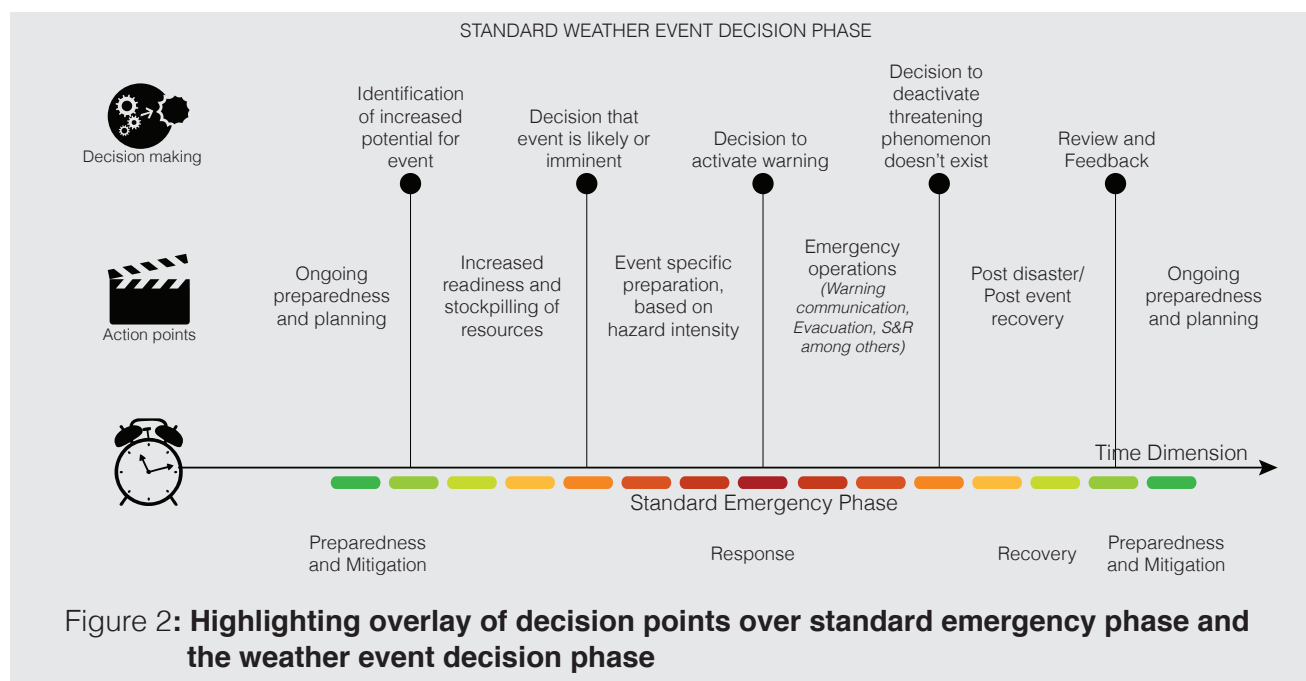 STANDARD WEATHER EVENT DECISION PHASE
Decision making
Identification
of increased
potential for
event
Decision that
event is likely or
imminent
Decision to
activate warning
Decision to
deactivate
threatening
phenomenon
doesn't exist
Review and
Feedback
Action points
Ongoing
preparedness
and planning
Increased
readiness and
stockpilling of
resources
Event specific
preparation,
based on
hazard intensity
Emergency
operations
(Warning
communication,
Evacuation, S&R
among others)
Post disaster/
Post event
recovery
Ongoing
preparedness
and planning
Time Dimension
Standard Emergency Phase
Preparedness
and Mitigation
Response
Recovery
Preparedness
and Mitigation
Figure 2: Highlighting overlay of decision points over standard emergency phase and
the weather event decision phase